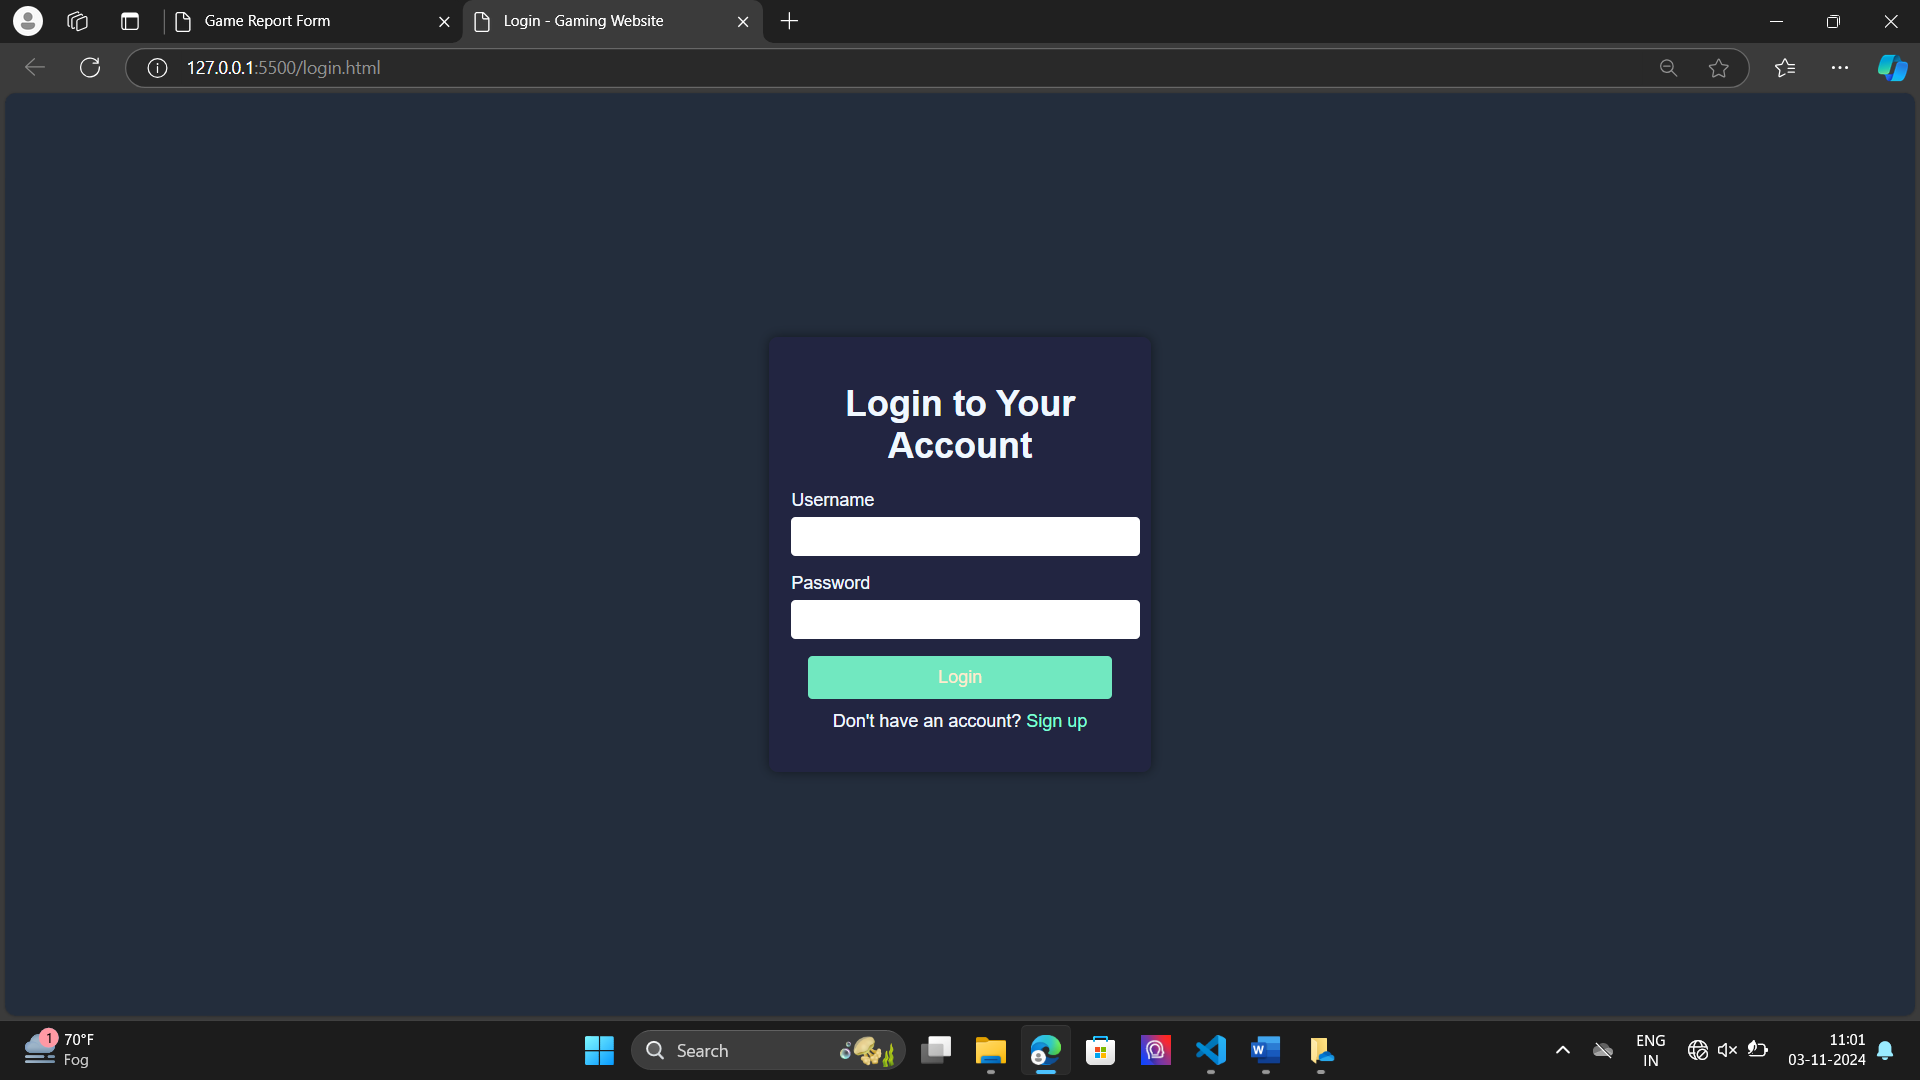 Game Report Form
Login - Gaming Website
127.0.0.1:5500/login.html
Login to Your
Account
Username
Password
Login
Don't have an account? Sign up
1
70°F
Fog
Search
W
ENG
IN
11:01
03-11-2024